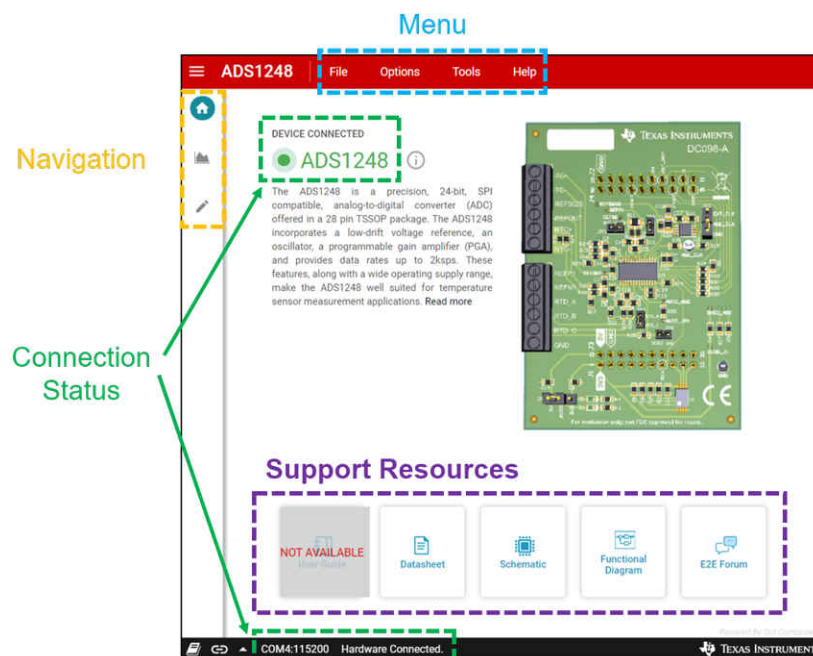 Menu
ADS1248
File
Options
Tools
Help
Navigation
DEVICE CONNECTED
ADS1248
The ADS1248 is a precision, 24-bit, SPI
compatible, analog-to-digital converter (ADC)
offered in a 28 pin TSSOP package. The ADS1248
incorporates a low-drift voltage reference, an
oscillator, a programmable gain amplifier (PGA),
and provides data rates up to 2ksps. These
features, along with a wide operating supply range,
make the ADS1248 well suited for temperature
sensor measurement applications. Read more
TEXAS INSTRUMENTS
DC098-A
RTD_B
GND
CE
Connection
Status
Support Resources
NOT AVAILABLE
User Guide
Datasheet
Schematic
Functional
Diagram
E2E Forum
COM4:115200 Hardware Connected.
TEXAS INSTRUMENTS